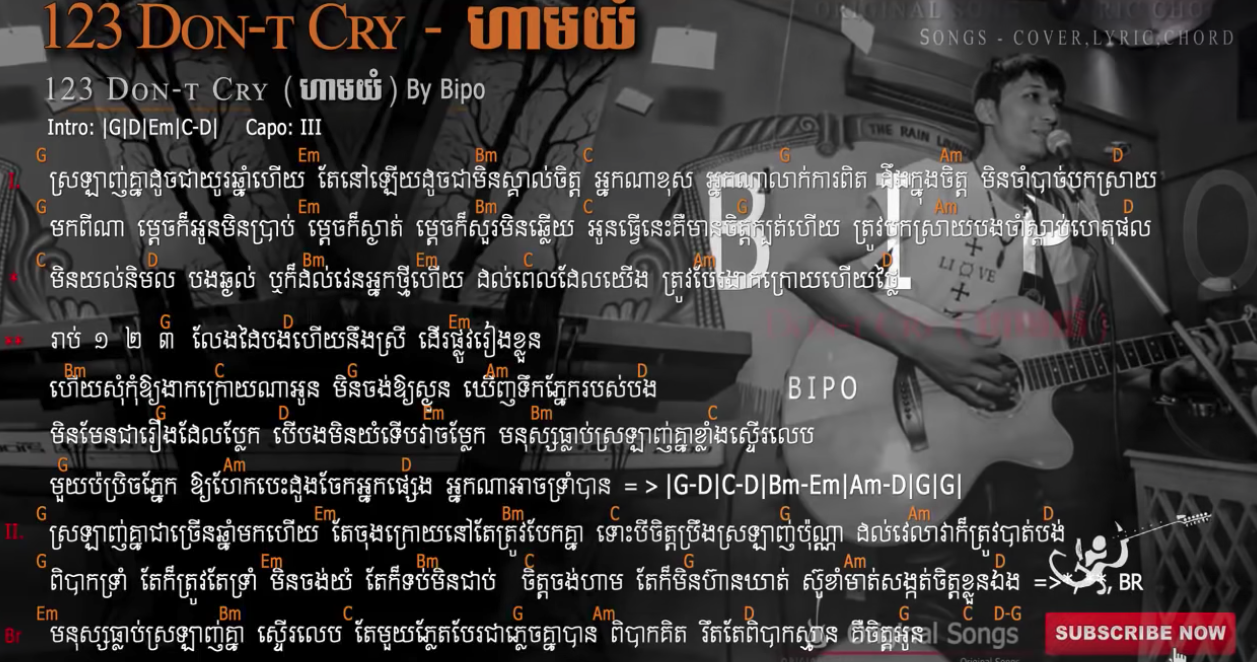 123 DON-T CRY - ហាមយំ
ORIGINAL SO
SONGS - COVER,LYRIC,CHORD
123 DON-T CRY (ហាមយំ) By Bipo
Intro: |G|D|Em|C-D| Capo: III
THE RAIN
G Em Bm C G Am D
I. ស្រឡាញ់គ្នាដូចជាយូរឆ្នាំហើយ តែនៅឡើយដូចជាមិនស្គាល់ចិត្ត អ្នកណាខុស អ្នកណាលាក់ការពិត ដឹងក្នុងចិត្ត មិនចាំបាច់បកស្រាយ
G Em Bm C G Am D
មកពីណា ម្ដេចក៏អូនមិនប្រាប់ ម្ដេចក៏ស្ងាត់ ម្ដេចក៏សួរមិនឆ្លើយ អូនធ្វើនេះគឺមានចិត្តក្បត់ហើយ ត្រូវបកស្រាយបងចាំស្ដាប់ហេតុផល
C D Bm Em C Am D
* មិនយល់និមល បងឆ្ងល់ ឬក៏ដល់វេនអ្នកថ្មីហើយ ដល់ពេលដែលយើង ត្រូវបែរងាកក្រោយហើយថ្លៃ
G D Em
** រាប់ ១ ២ ៣ លែងដៃបងហើយនឹងស្រី ដើរផ្លូវរៀងខ្លួន
Bm C G Am D
ហើយសុំកុំឱ្យងាកក្រោយណាអូន មិនចង់ឱ្យស្ងួន ឃើញទឹកភ្នែករបស់បង
G D Em Bm C
មិនមែនជារឿងដែលប្លែក បើបងមិនយំទើបវាចម្លែក មនុស្សធ្លាប់ស្រឡាញ់គ្នាខ្លាំងស្ទើរលេប
G Am D
មួយប៉ប្រិចភ្នែក ឱ្យហែកបេះដូងចែកអ្នកផ្សេង អ្នកណាអាចទ្រាំបាន = > |G-D|C-D|Bm-Em|Am-D|G|G|
G Em Bm C G Am D
II. ស្រឡាញ់គ្នាជាច្រើនឆ្នាំមកហើយ តែចុងក្រោយនៅតែត្រូវបែកគ្នា ទោះបីចិត្តប្រឹងស្រឡាញ់ប៉ុណ្ណា ដល់វេលាវាក៏ត្រូវបាត់បង់
G Em Bm C G Am D
ពិបាកទ្រាំ តែក៏ត្រូវតែទ្រាំ មិនចង់យំ តែក៏ទប់មិនជាប់ ចិត្តចង់ហាម តែក៏មិនហ៊ានឃាត់ ស៊ូខាំមាត់សង្កត់ចិត្តខ្លួនឯង =>*, **, BR
Em Bm C G Am D G C D-G
Br មនុស្សធ្លាប់ស្រឡាញ់គ្នា ស្ទើរលេប តែមួយភ្លែតបែរជាភ្លេចគ្នាបាន ពិបាកគិត រឹតតែពិបាកស្មាន គឺចិត្តអូន
BIPO
LI VE
BIPO
Original Songs
SUBSCRIBE NOW